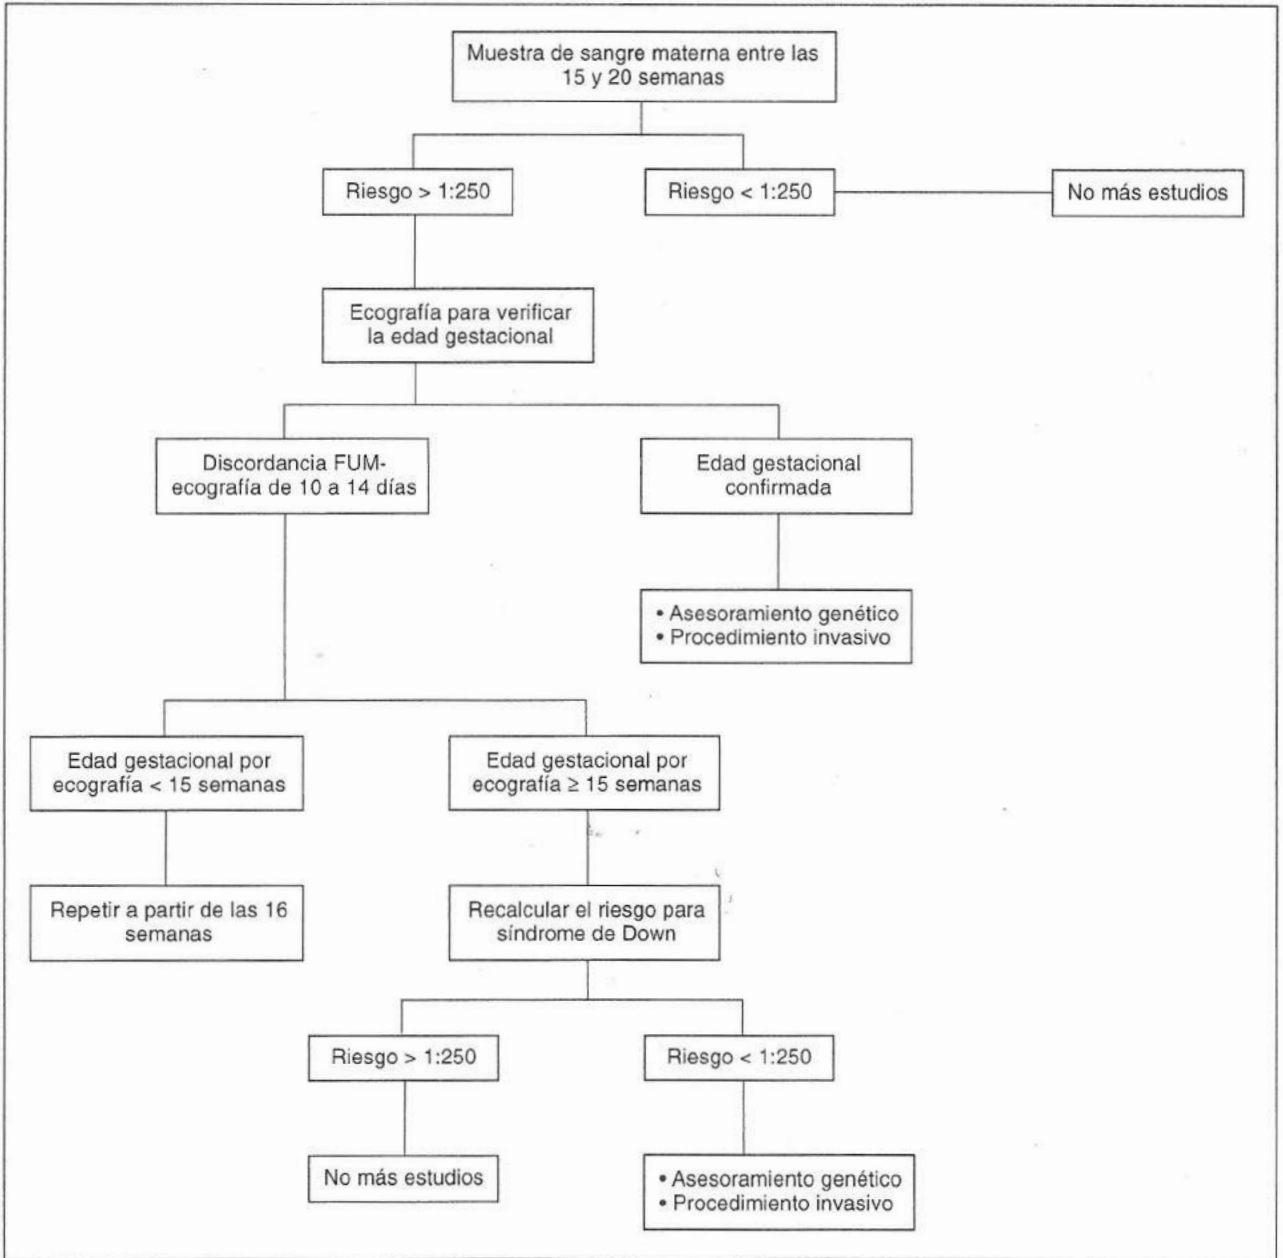 Muestra de sangre materna entre las
15 y 20 semanas
Riesgo > 1:250
Riesgo < 1:250
No más estudios
Ecografía para verificar
la edad gestacional
Discordancia FUM-
ecografía de 10 a 14 días
Edad gestacional
confirmada
• Asesoramiento genético
• Procedimiento invasivo
Edad gestacional por
ecografía < 15 semanas
Edad gestacional por
ecografía ≥ 15 semanas
Repetir a partir de las 16
semanas
Recalcular el riesgo para
síndrome de Down
Riesgo > 1:250
Riesgo < 1:250
No más estudios
• Asesoramiento genético
• Procedimiento invasivo